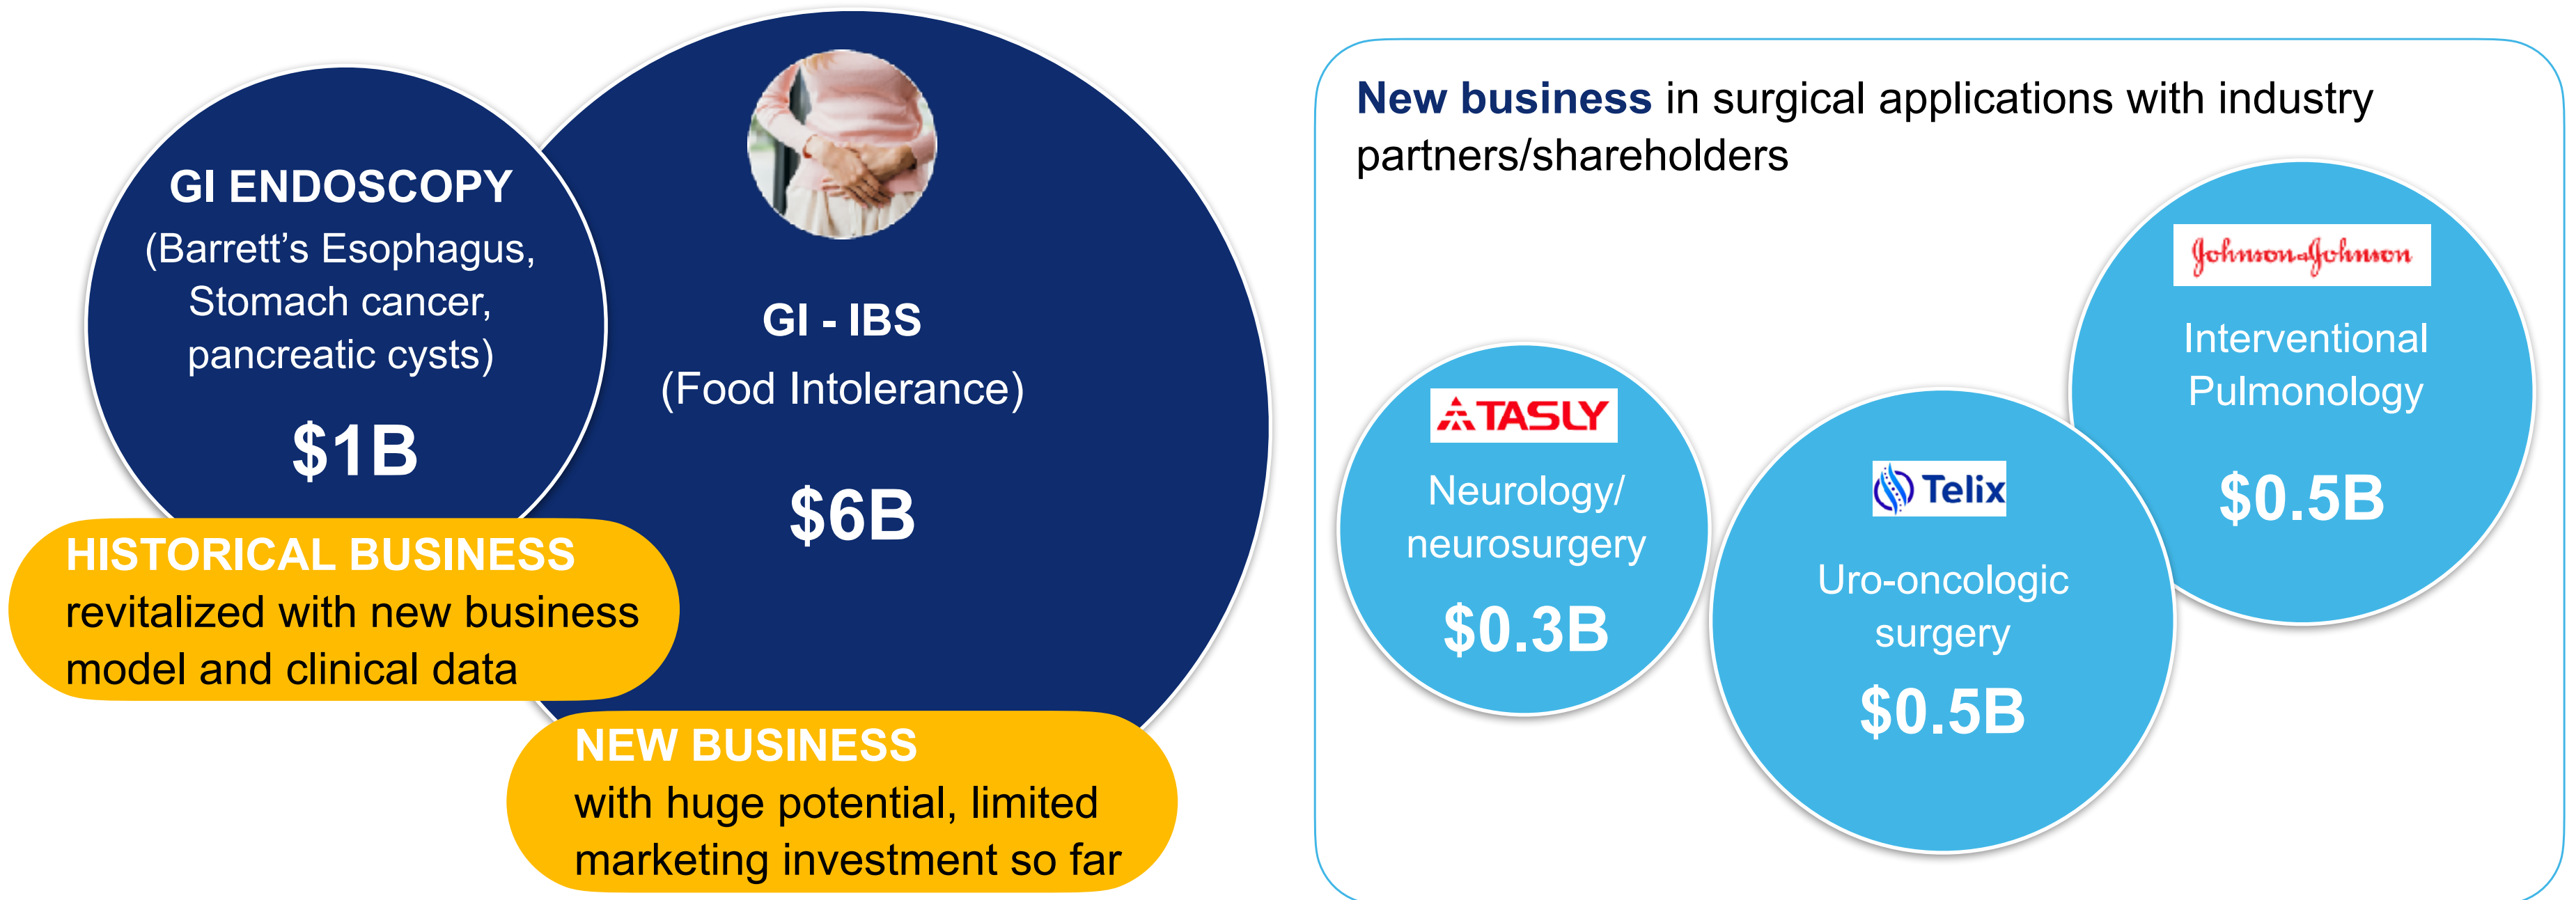 GI ENDOSCOPY
(Barrett’s Esophagus,
Stomach cancer,
pancreatic cysts)
$1B
HISTORICAL BUSINESS
revitalized with new business
model and clinical data
GI - IBS
(Food Intolerance)
$6B
NEW BUSINESS
with huge potential, limited
marketing investment so far
New business in surgical applications with industry
partners/shareholders
TASLY
Neurology/
neurosurgery
$0.3B
Telix
Uro-oncologic
surgery
$0.5B
Johnson & Johnson
Interventional
Pulmonology
$0.5B